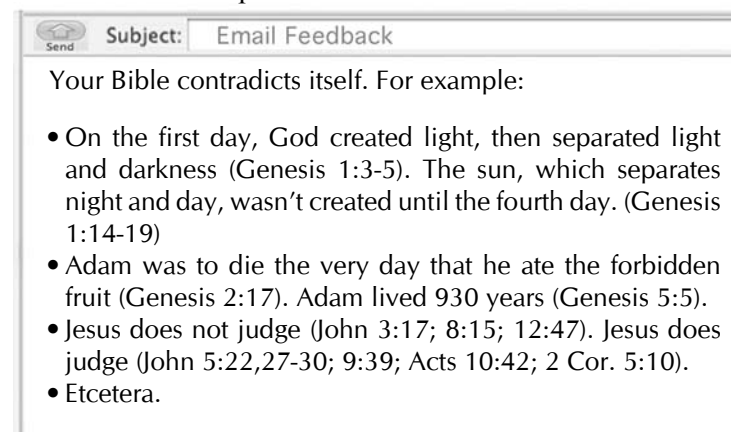 Send Subject: Email Feedback
Your Bible contradicts itself. For example:
• On the first day, God created light, then separated light
and darkness (Genesis 1:3-5). The sun, which separates
night and day, wasn't created until the fourth day. (Genesis
1:14-19)
• Adam was to die the very day that he ate the forbidden
fruit (Genesis 2:17). Adam lived 930 years (Genesis 5:5).
• Jesus does not judge (John 3:17; 8:15; 12:47). Jesus does
judge (John 5:22,27-30; 9:39; Acts 10:42; 2 Cor. 5:10).
• Etcetera.